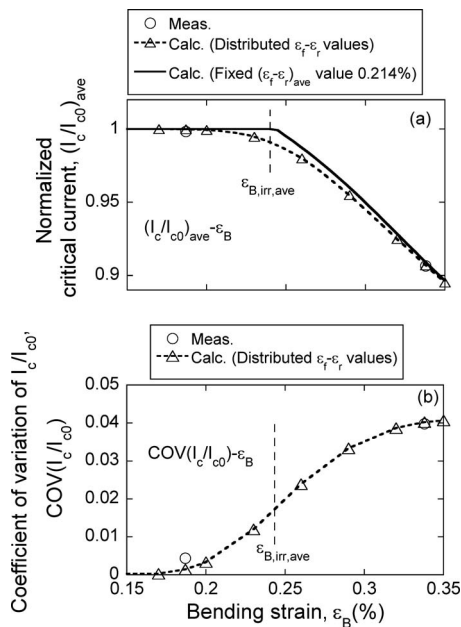 Meas.
Calc. (Distributed εf-εr values)
Calc. (Fixed (εf-εr)ave value 0.214%)
(a)
Normalized
critical current, (Ic/Ic0)ave
1
0.95
0.9
εB,irr,ave
(Ic/Ic0)ave-εB
Meas.
Calc. (Distributed εf-εr
values)
(b)
Coefficient of variation of Ic/Ic0,
COV(Ic/Ic0)
0.05
0.04
0.03
0.02
0.01
0
COV(Ic/Ic0)-εB
εB,irr,ave
0.15 0.2 0.25 0.3 0.35
Bending strain, εB(%)